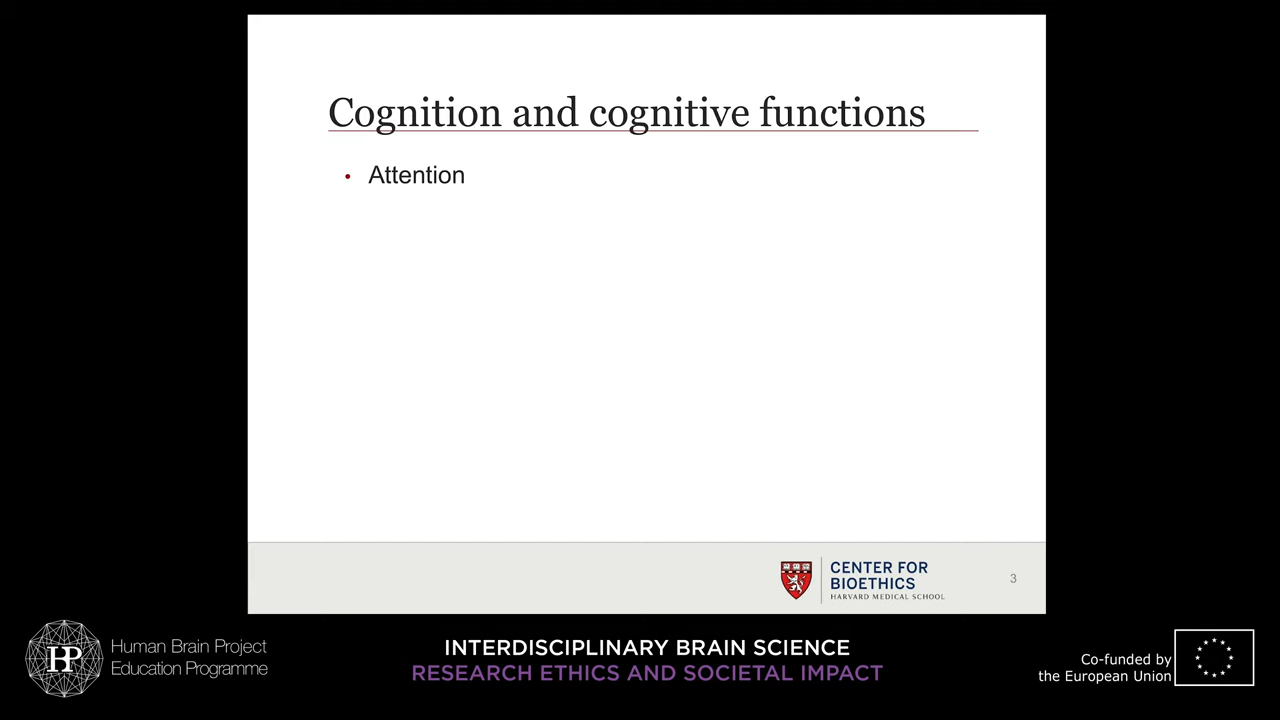 Cognition and cognitive functions
• Attention
CENTER FOR
BIOETHICS
HARVARD MEDICAL SCHOOL
3
HP
Human Brain Project
Education Programme
INTERDISCIPLINARY BRAIN SCIENCE
RESEARCH ETHICS AND SOCIETAL IMPACT
Co-funded by
the European Union